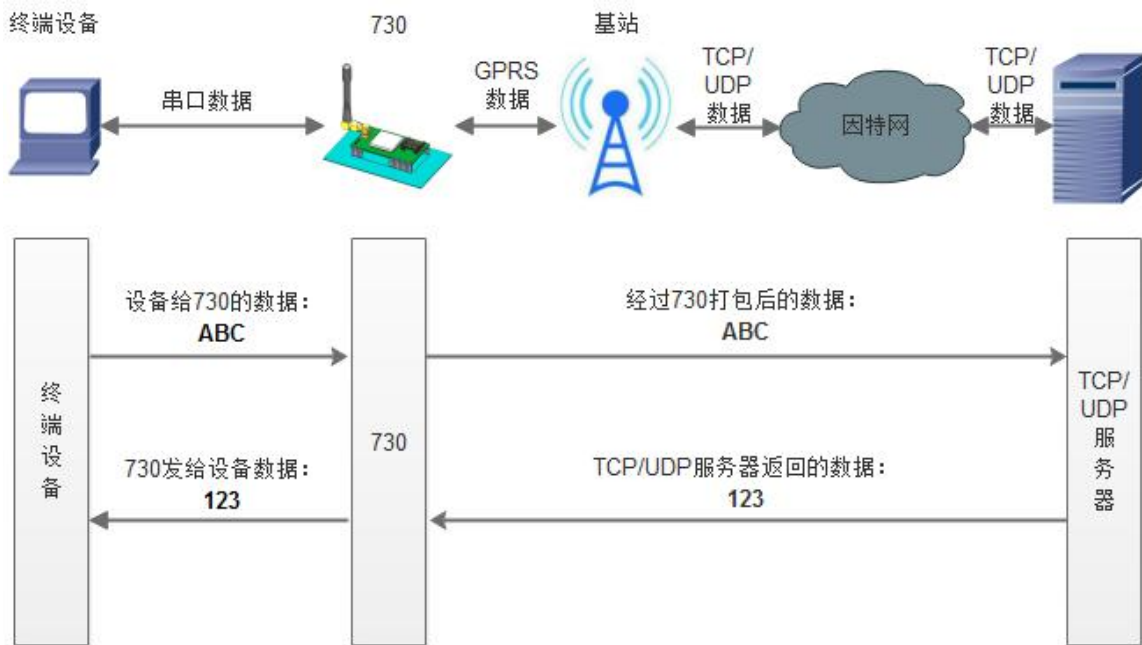 终端设备
730
基站
串口数据
GPRS
数据
TCP/
UDP
数据
因特网
TCP/
UDP
数据
设备给730的数据：
ABC
经过730打包后的数据：
ABC
终
端
设
备
730
TCP/
UDP
服
务
器
730发给设备数据：
123
TCP/UDP服务器返回的数据：
123